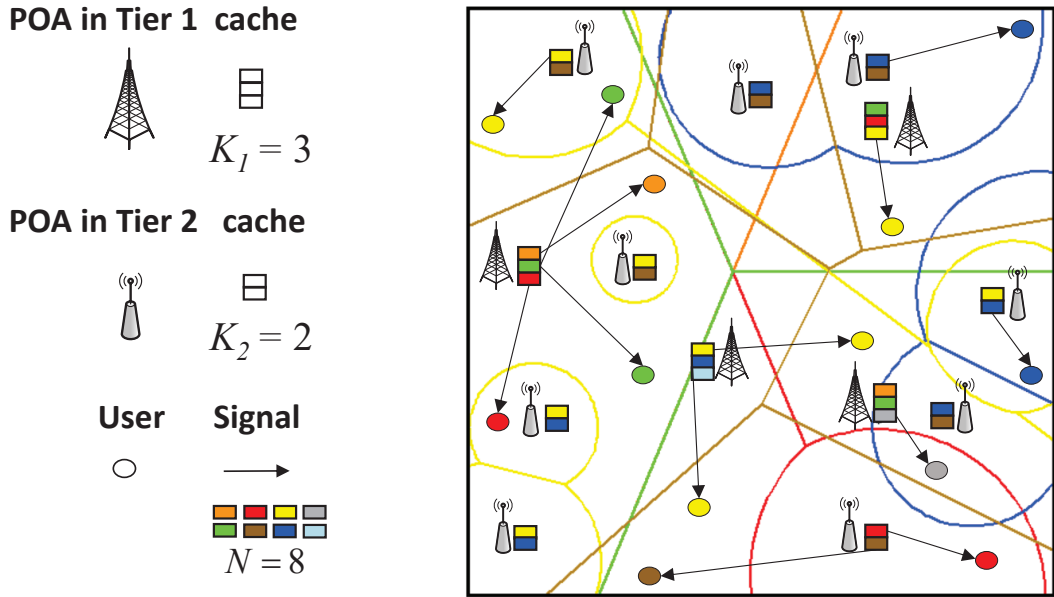 POA in Tier 1 cache
K₁ = 3
POA in Tier 2 cache
K₂ = 2
User Signal
N = 8